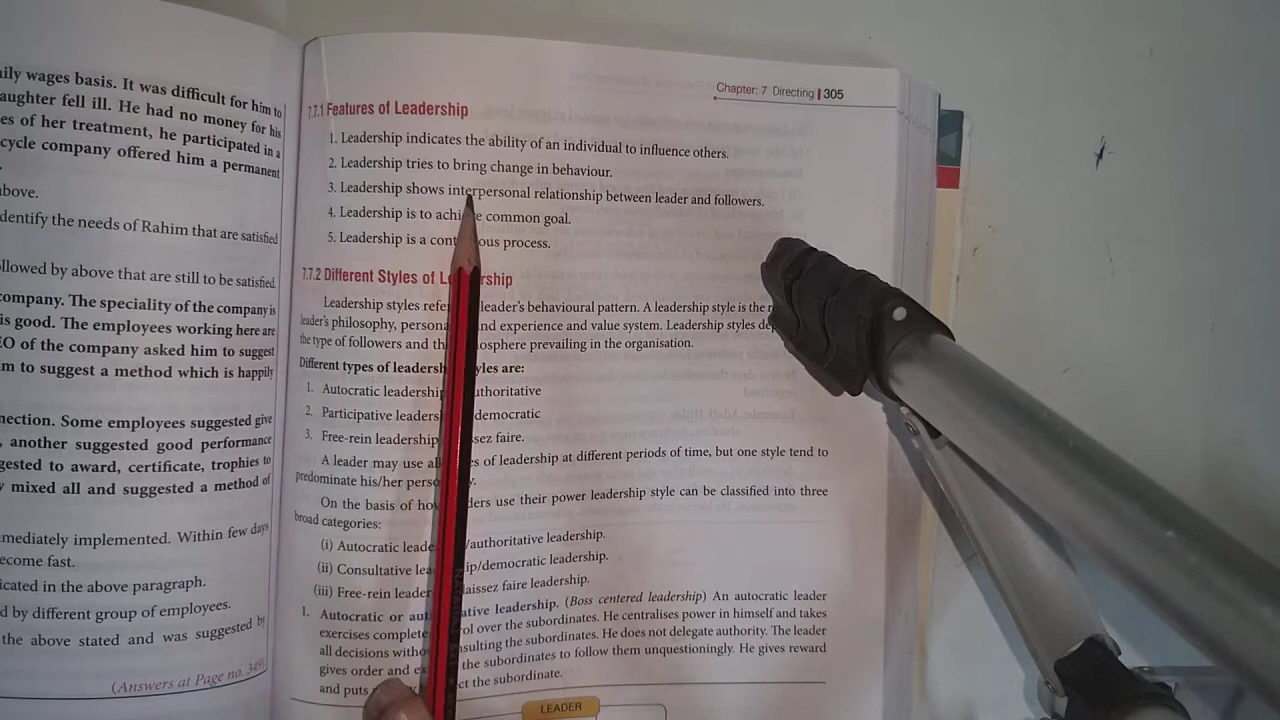 ily wages basis. It was difficult for him to
aughter fell ill. He had no money for his
es of her treatment, he participated in a
cycle company offered him a permanent
above.
dentify the needs of Rahim that are satisfied
ollowed by above that are still to be satisfied.
company. The speciality of the company is
is good. The employees working here are
EO of the company asked him to suggest
m to suggest a method which is happily
nection. Some employees suggested give
another suggested good performance
gested to award, certificate, trophies to
y mixed all and suggested a method of
mediately implemented. Within few days
ecome fast.
icated in the above paragraph.
d by different group of employees.
the above stated and was suggested by
(Answers at Page no. 349)
Chapter: 7 Directing | 305
7.7.1 Features of Leadership
1. Leadership indicates the ability of an individual to influence others.
2. Leadership tries to bring change in behaviour.
3. Leadership shows interpersonal relationship between leader and followers.
4. Leadership is to achi e common goal.
5. Leadership is a cont ous process.
7.7.2 Different Styles of L rship
Leadership styles refe leader's behavioural pattern. A leadership style is the
leader's philosophy, persona nd experience and value system. Leadership styles de
the type of followers and th osphere prevailing in the organisation.
Different types of leadersh yles are:
1. Autocratic leadership uthoritative
2. Participative leaders democratic
3. Free-rein leadership ssez faire.
A leader may use al es of leadership at different periods of time, but one style tend to
predominate his/her perso y.
On the basis of ho ders use their power leadership style can be classified into three
broad categories:
(i) Autocratic leade /authoritative leadership.
(ii) Consultative lea ip/democratic leadership.
(iii) Free-rein leader laissez faire leadership.
1. Autocratic or aut ative leadership. (Boss centered leadership) An autocratic leader
exercises complete rol over the subordinates. He centralises power in himself and takes
all decisions witho nsulting the subordinates. He does not delegate authority. The leader
gives order and ex the subordinates to follow them unquestioningly. He gives reward
and puts ct the subordinate.
LEADER